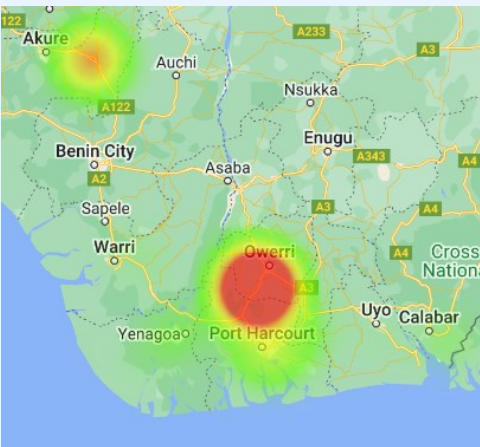 122
A233
Akure
A3
Auchi
Nsukka
A122
Enugu
Benin City
A343
A4
A2
Asaba
Sapele
A3
A4
Warri
Owerri
A4
Cross
Nationa
A3
Uyo
Calabar
Yenagoa
Port Harcourt